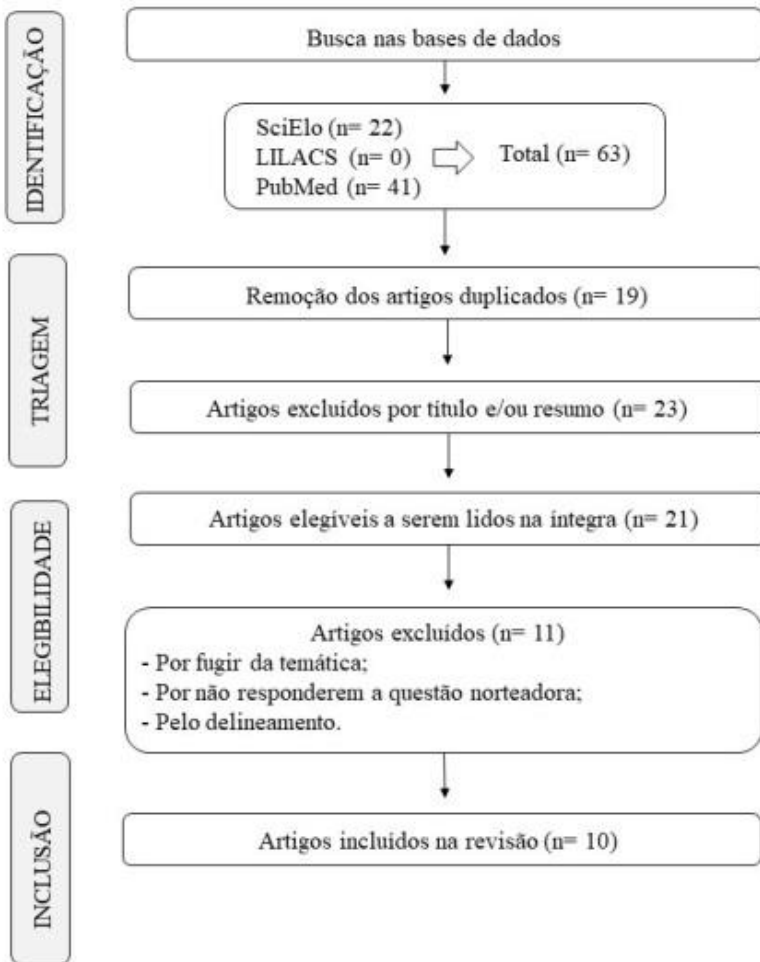 IDENTIFICAÇÃO
Busca nas bases de dados
SciElo (n= 22)
LILACS (n= 0)
PubMed (n= 41)
Total (n= 63)
TRIAGEM
Remoção dos artigos duplicados (n= 19)
Artigos excluídos por título e/ou resumo (n= 23)
ELEGIBILIDADE
Artigos elegíveis a serem lidos na íntegra (n= 21)
Artigos excluídos (n= 11)
- Por fugir da temática;
- Por não responderem a questão norteadora;
- Pelo delineamento.
INCLUSÃO
Artigos incluídos na revisão (n= 10)